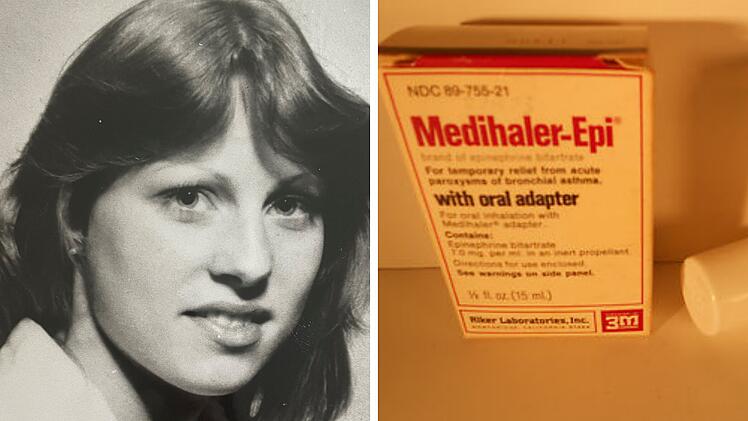 NDC 89-755-21
Medihaler-Epi®
brand of epinephrine bitartrate
For temporary relief from acute
paroxysms of bronchial asthma.
with oral adapter
For oral inhalation with
Medihaler® adapter.
Contains:
Epinephrine bitartrate
7.0 mg. per ml. in an inert propellant.
Directions for use enclosed.
See warnings on side panel.
½ fl. oz. (15 ml.)
Riker Laboratories, Inc.
NORTHRIDGE, CALIFORNIA 91324
3M